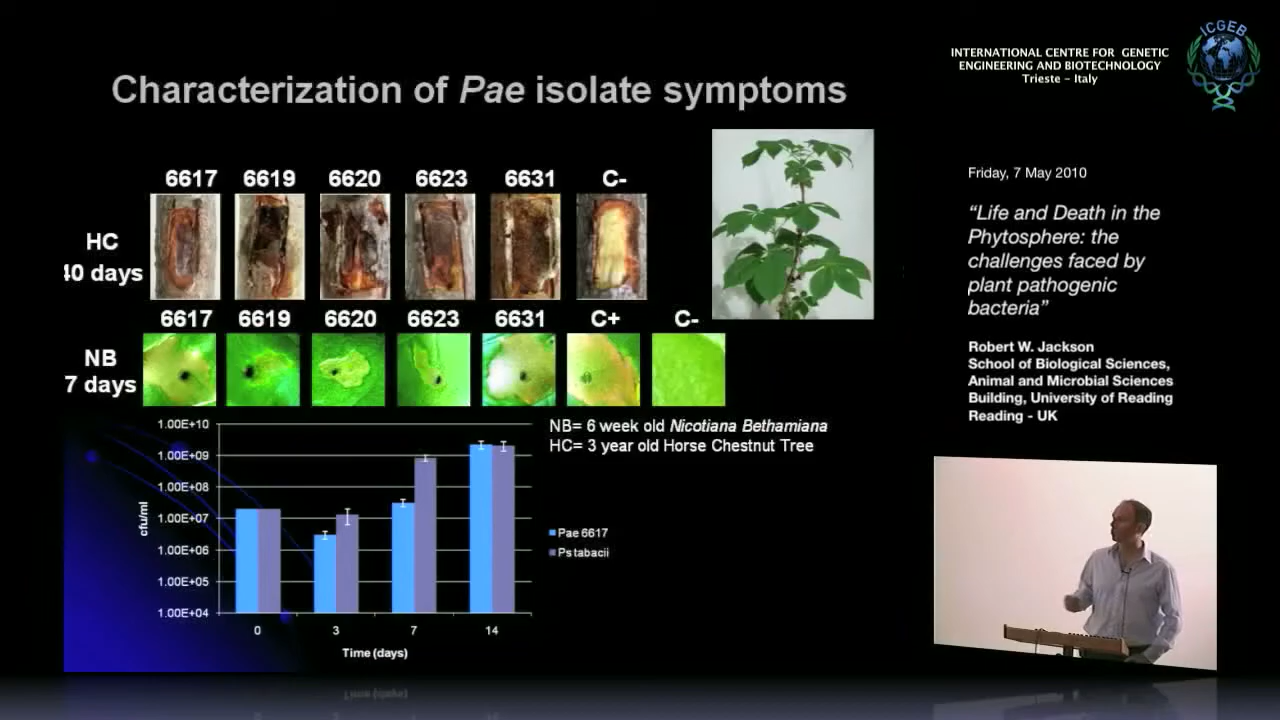 Characterization of Pae isolate symptoms
6617 6619 6620 6623 6631 C-
HC
40 days
6617 6619 6620 6623 6631 C+ C-
NB
7 days
NB= 6 week old Nicotiana Bethamiana
HC= 3 year old Horse Chestnut Tree
1.00E+10
1.00E+09
1.00E+08
1.00E+07
1.00E+06
1.00E+05
1.00E+04
cfu/ml
0 3 7 14
Time (days)
Pae 6617
Ps tabacii
INTERNATIONAL CENTRE FOR GENETIC
ENGINEERING AND BIOTECHNOLOGY
Trieste – Italy
ICGEB
Friday, 7 May 2010
“Life and Death in the
Phytosphere: the
challenges faced by
plant pathogenic
bacteria”
Robert W. Jackson
School of Biological Sciences,
Animal and Microbial Sciences
Building, University of Reading
Reading - UK